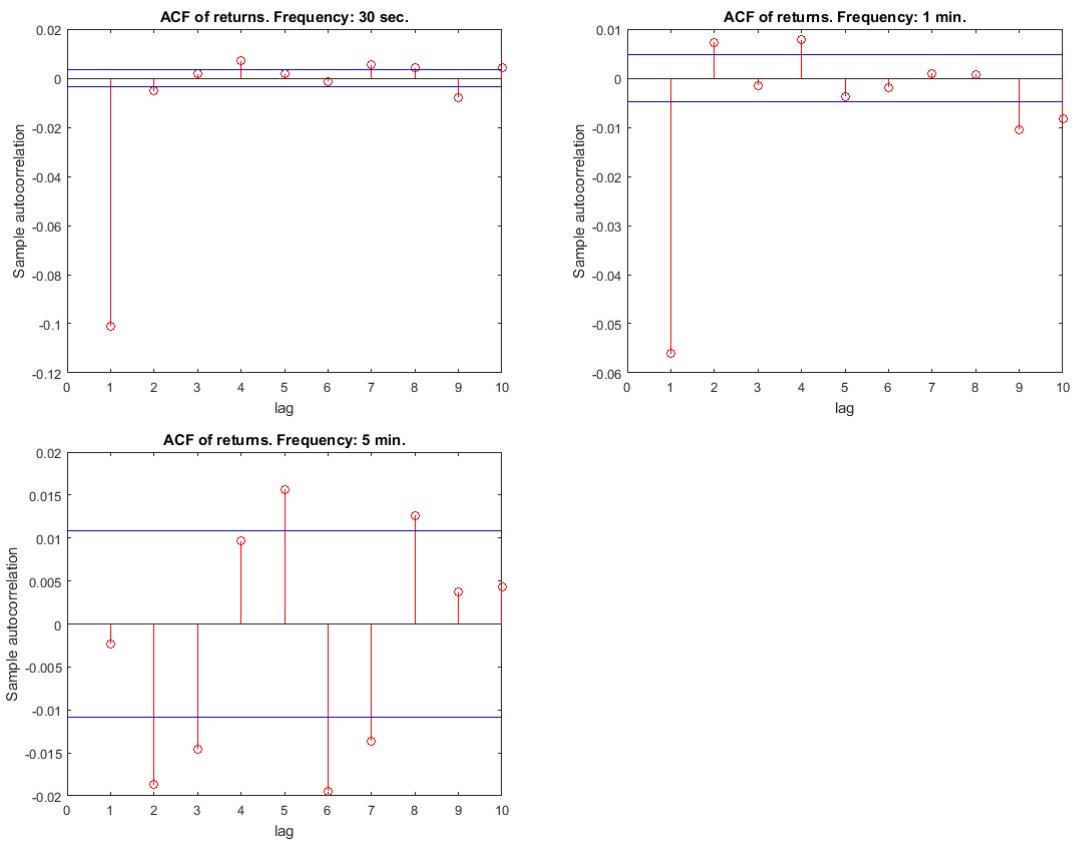 ACF of returns. Frequency: 30 sec.
0.02
0
-0.02
-0.04
-0.06
-0.08
-0.1
-0.12
Sample autocorrelation
0 1 2 3 4 5 6 7 8 9 10
lag
ACF of returns. Frequency: 1 min.
0.01
0
-0.01
-0.02
-0.03
-0.04
-0.05
-0.06
Sample autocorrelation
0 1 2 3 4 5 6 7 8 9 10
lag
ACF of returns. Frequency: 5 min.
0.02
0.015
0.01
0.005
0
-0.005
-0.01
-0.015
-0.02
Sample autocorrelation
0 1 2 3 4 5 6 7 8 9 10
lag